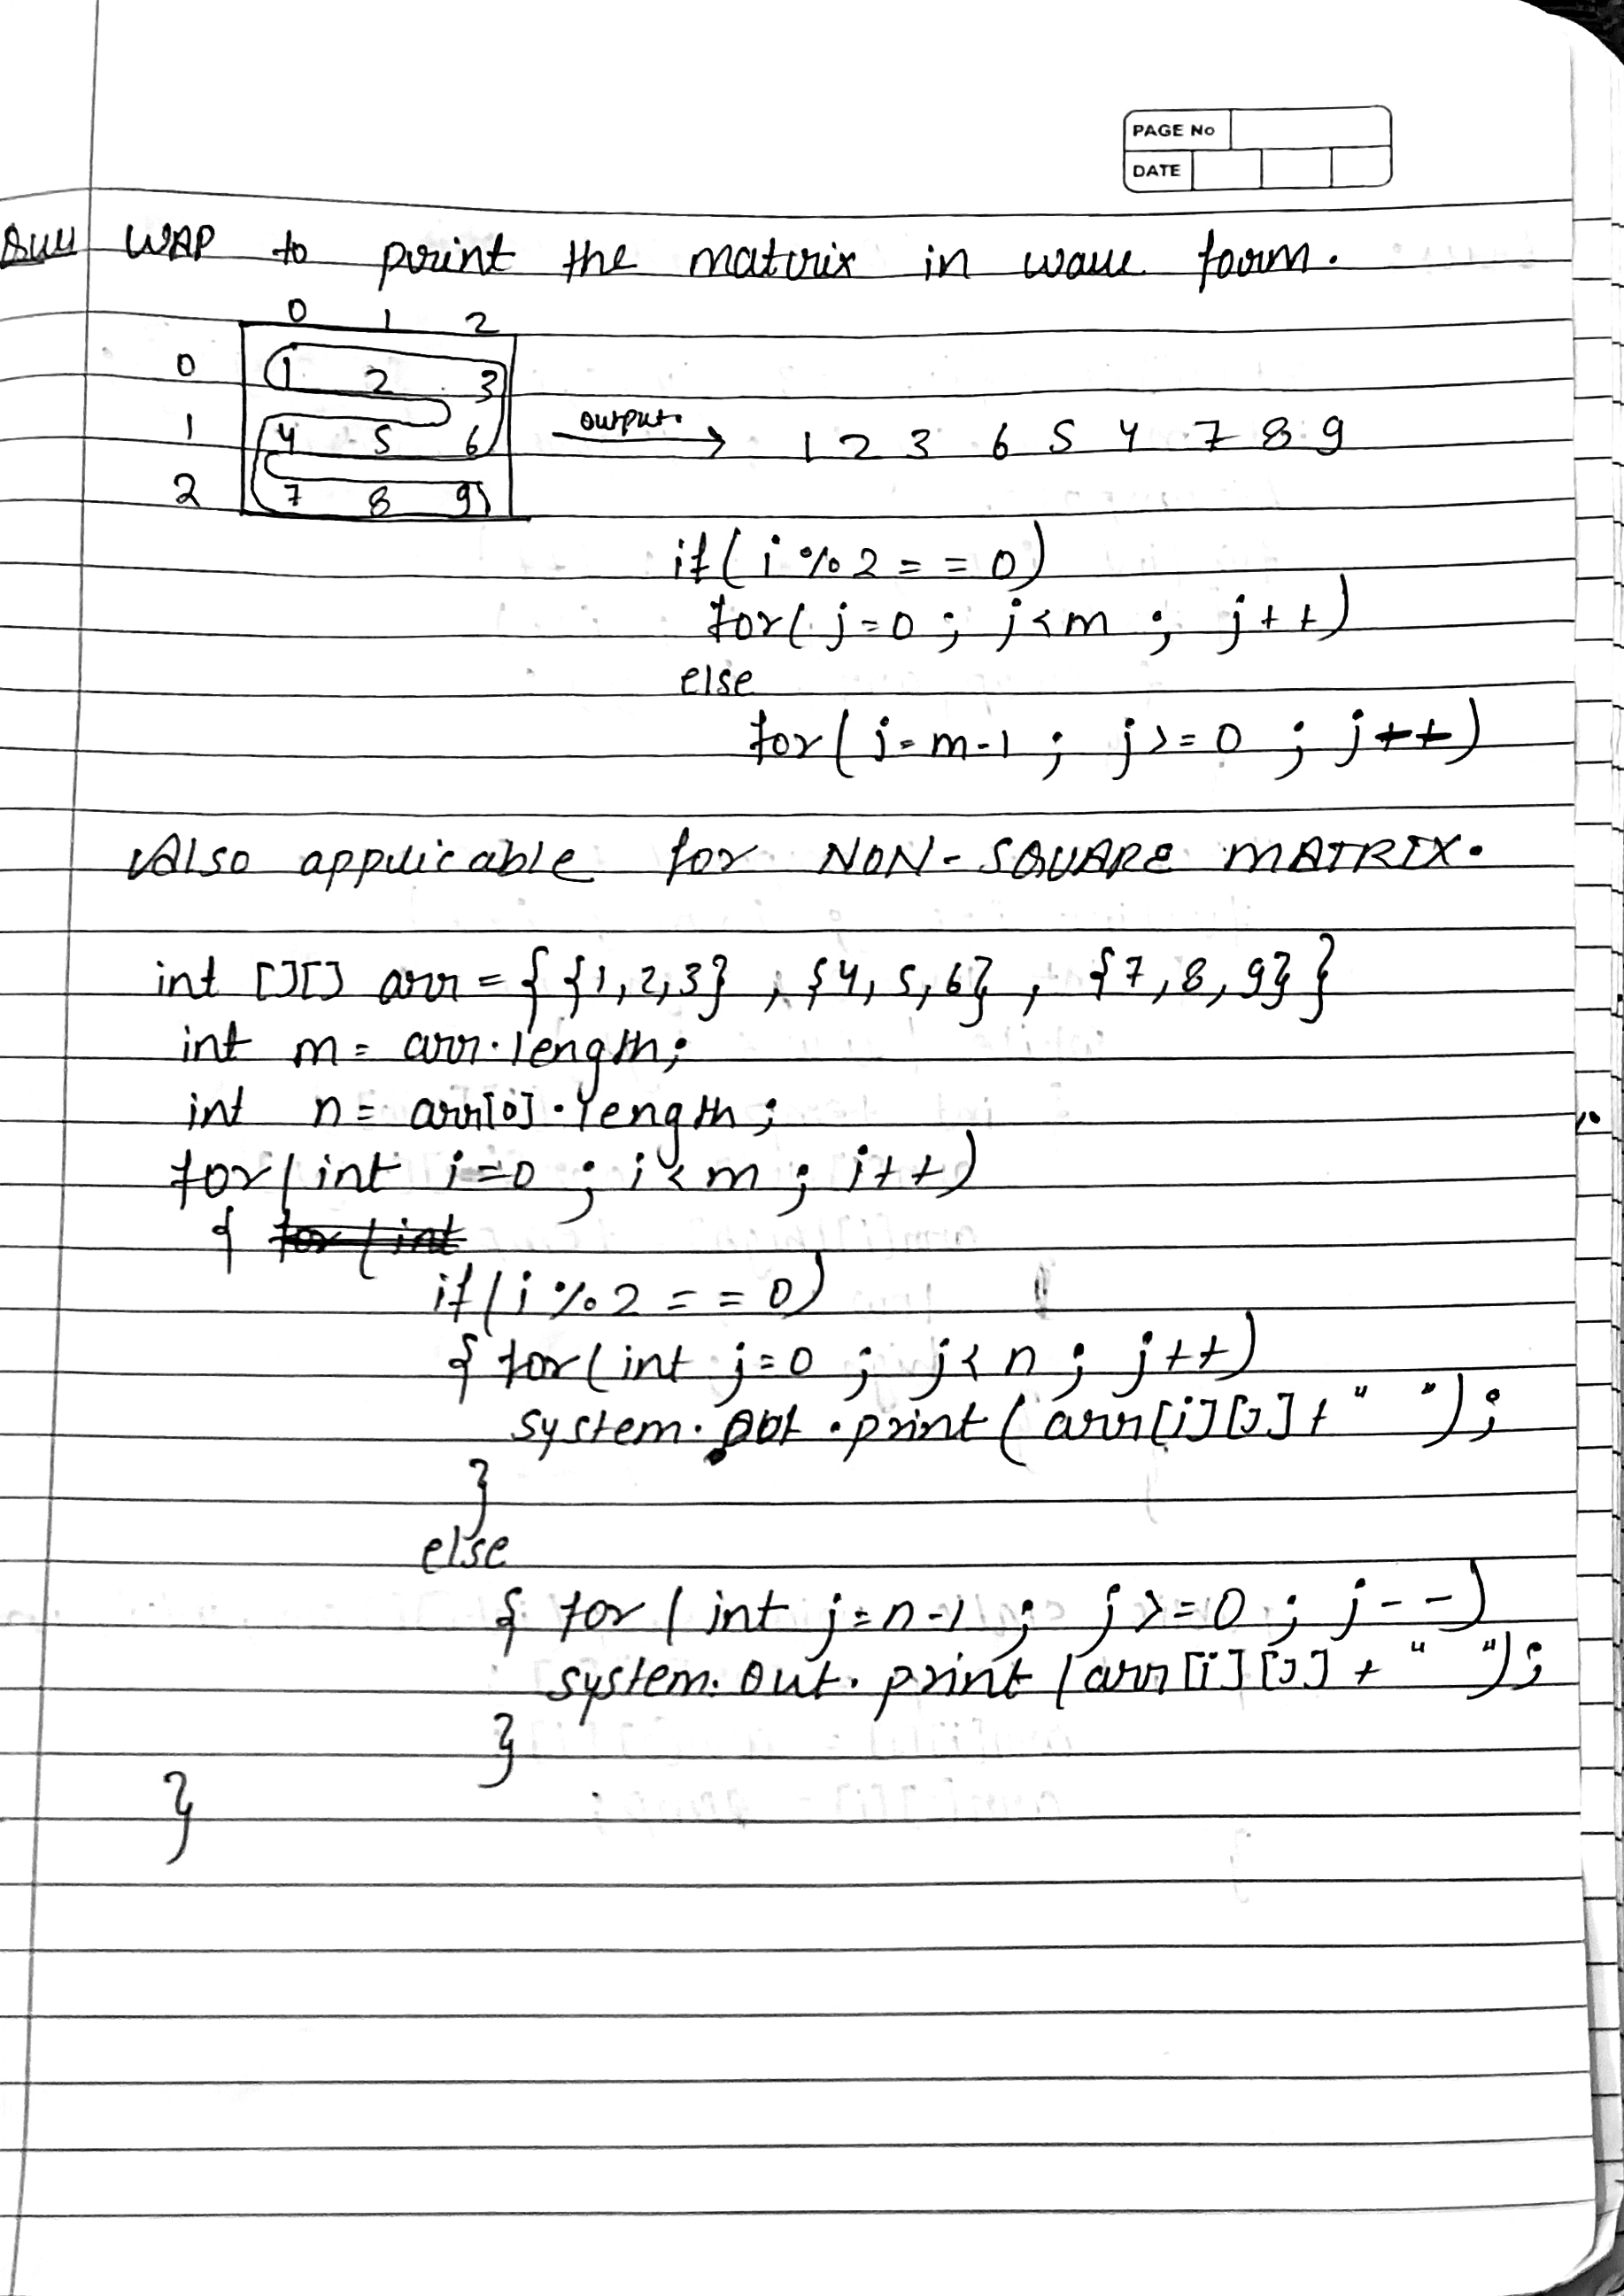 PAGE No
DATE
Que WAP to print the matrix in wave form.
0 1 2
0 1 2 3
1 4 5 6 output 1 2 3 6 5 4 7 8 9
2 7 8 9
if(i%2==0)
for(j=0; j<m; j++)
else
for(j=m-1; j>=0; j++)
Also applicable for NON-SQUARE MATRIX.
int [][] arr={{1,2,3}, {4,5,6}, {7,8,9}}
int m= arr.length;
int n= arr[0].length;
for(int i=0; i<m; i++)
{ for(int
if(i%2==0)
{ for(int j=0; j<n; j++)
system.out.print(arr[i][j]+" ");
}
else
{ for(int j=n-1; j>=0; j--)
system.out.print(arr[i][j]+" ");
}
}